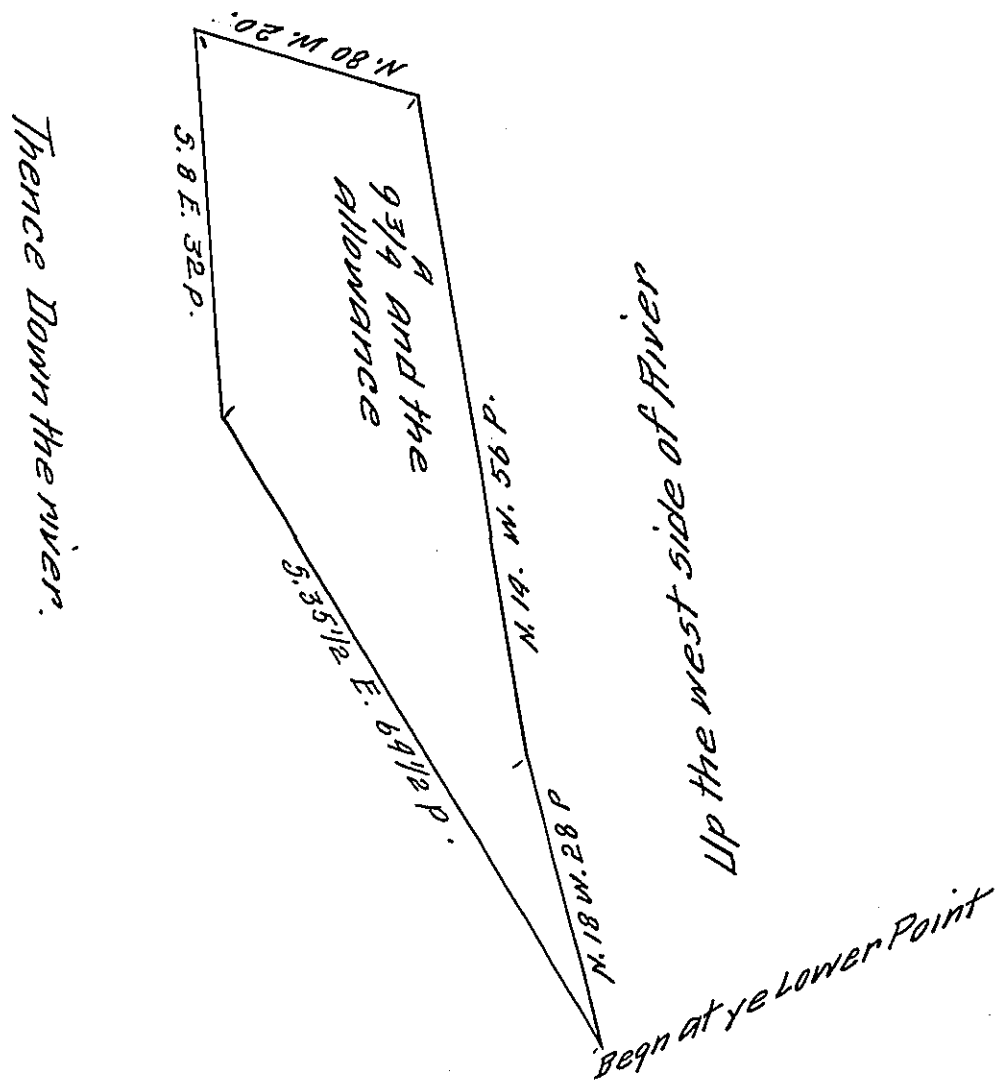 N. 80 W. 20.
S. 8 E. 32 P.
A
9 3/4 and the
Allowance
N. 14. W. 56 P.
Thence Down the river.
Up the west side of River
S. 35 1/2 E. 64 1/2 P.
N. 18 W. 28 P
Begn at ye Lower Point